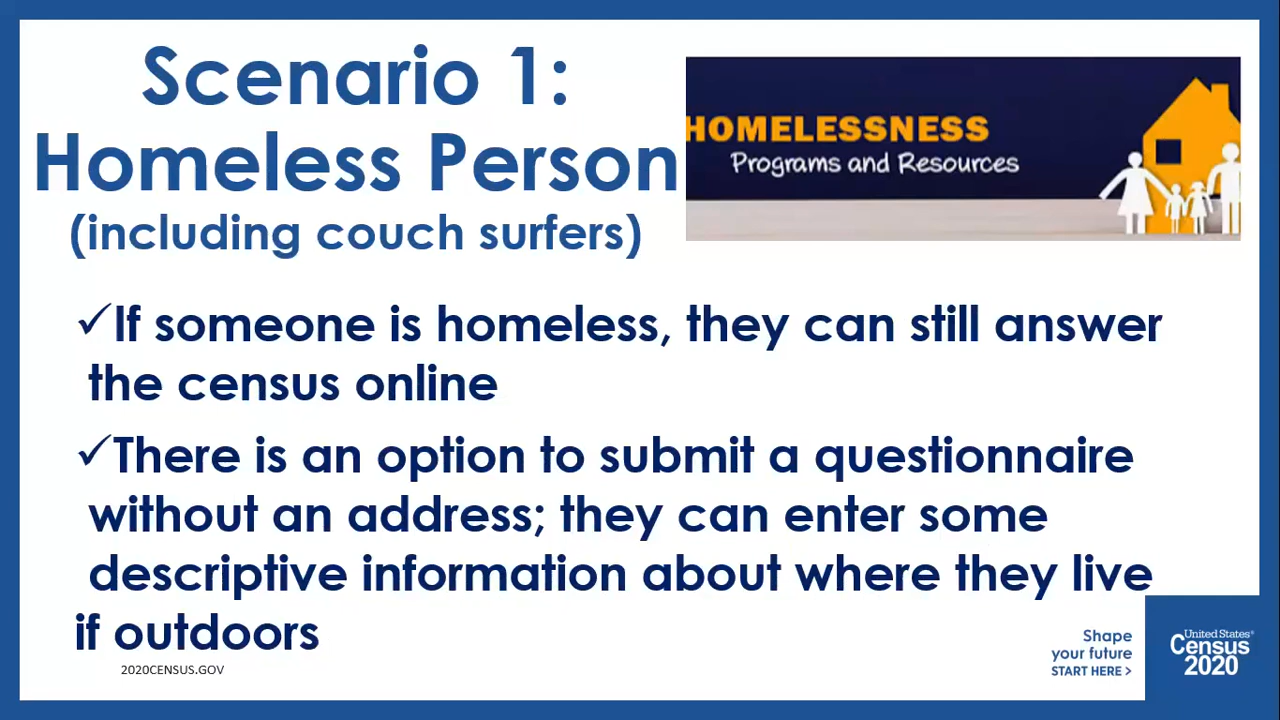 Scenario 1:
Homeless Person
(including couch surfers)
HOMELESSNESS
Programs and Resources
✓If someone is homeless, they can still answer
the census online
✓There is an option to submit a questionnaire
without an address; they can enter some
descriptive information about where they live
if outdoors
2020CENSUS.GOV
Shape
your future
START HERE >
United States®
Census
2020